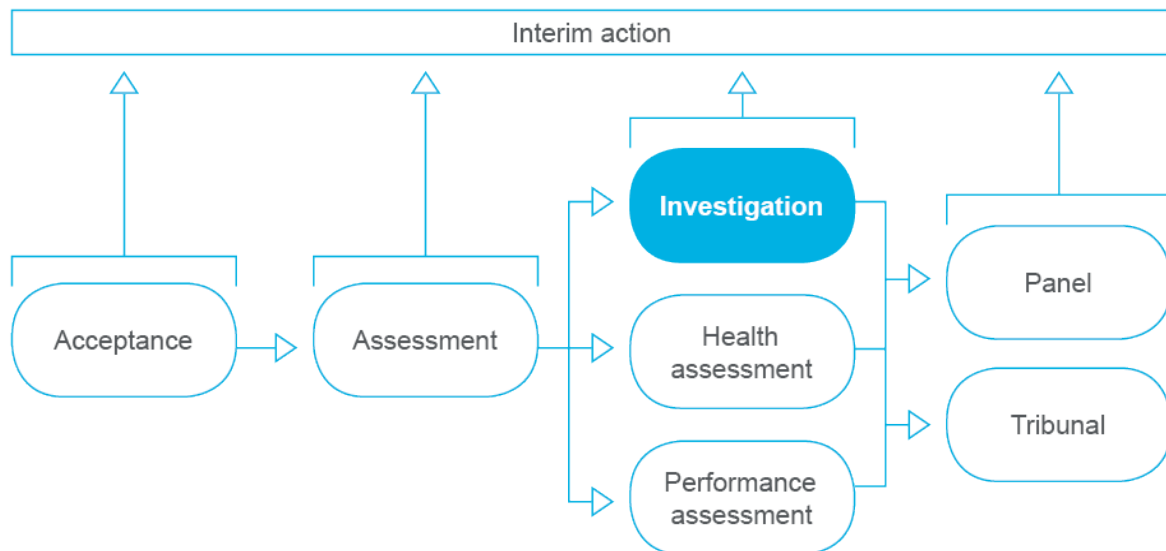 Interim action
Investigation
Acceptance
Assessment
Health
assessment
Performance
assessment
Panel
Tribunal